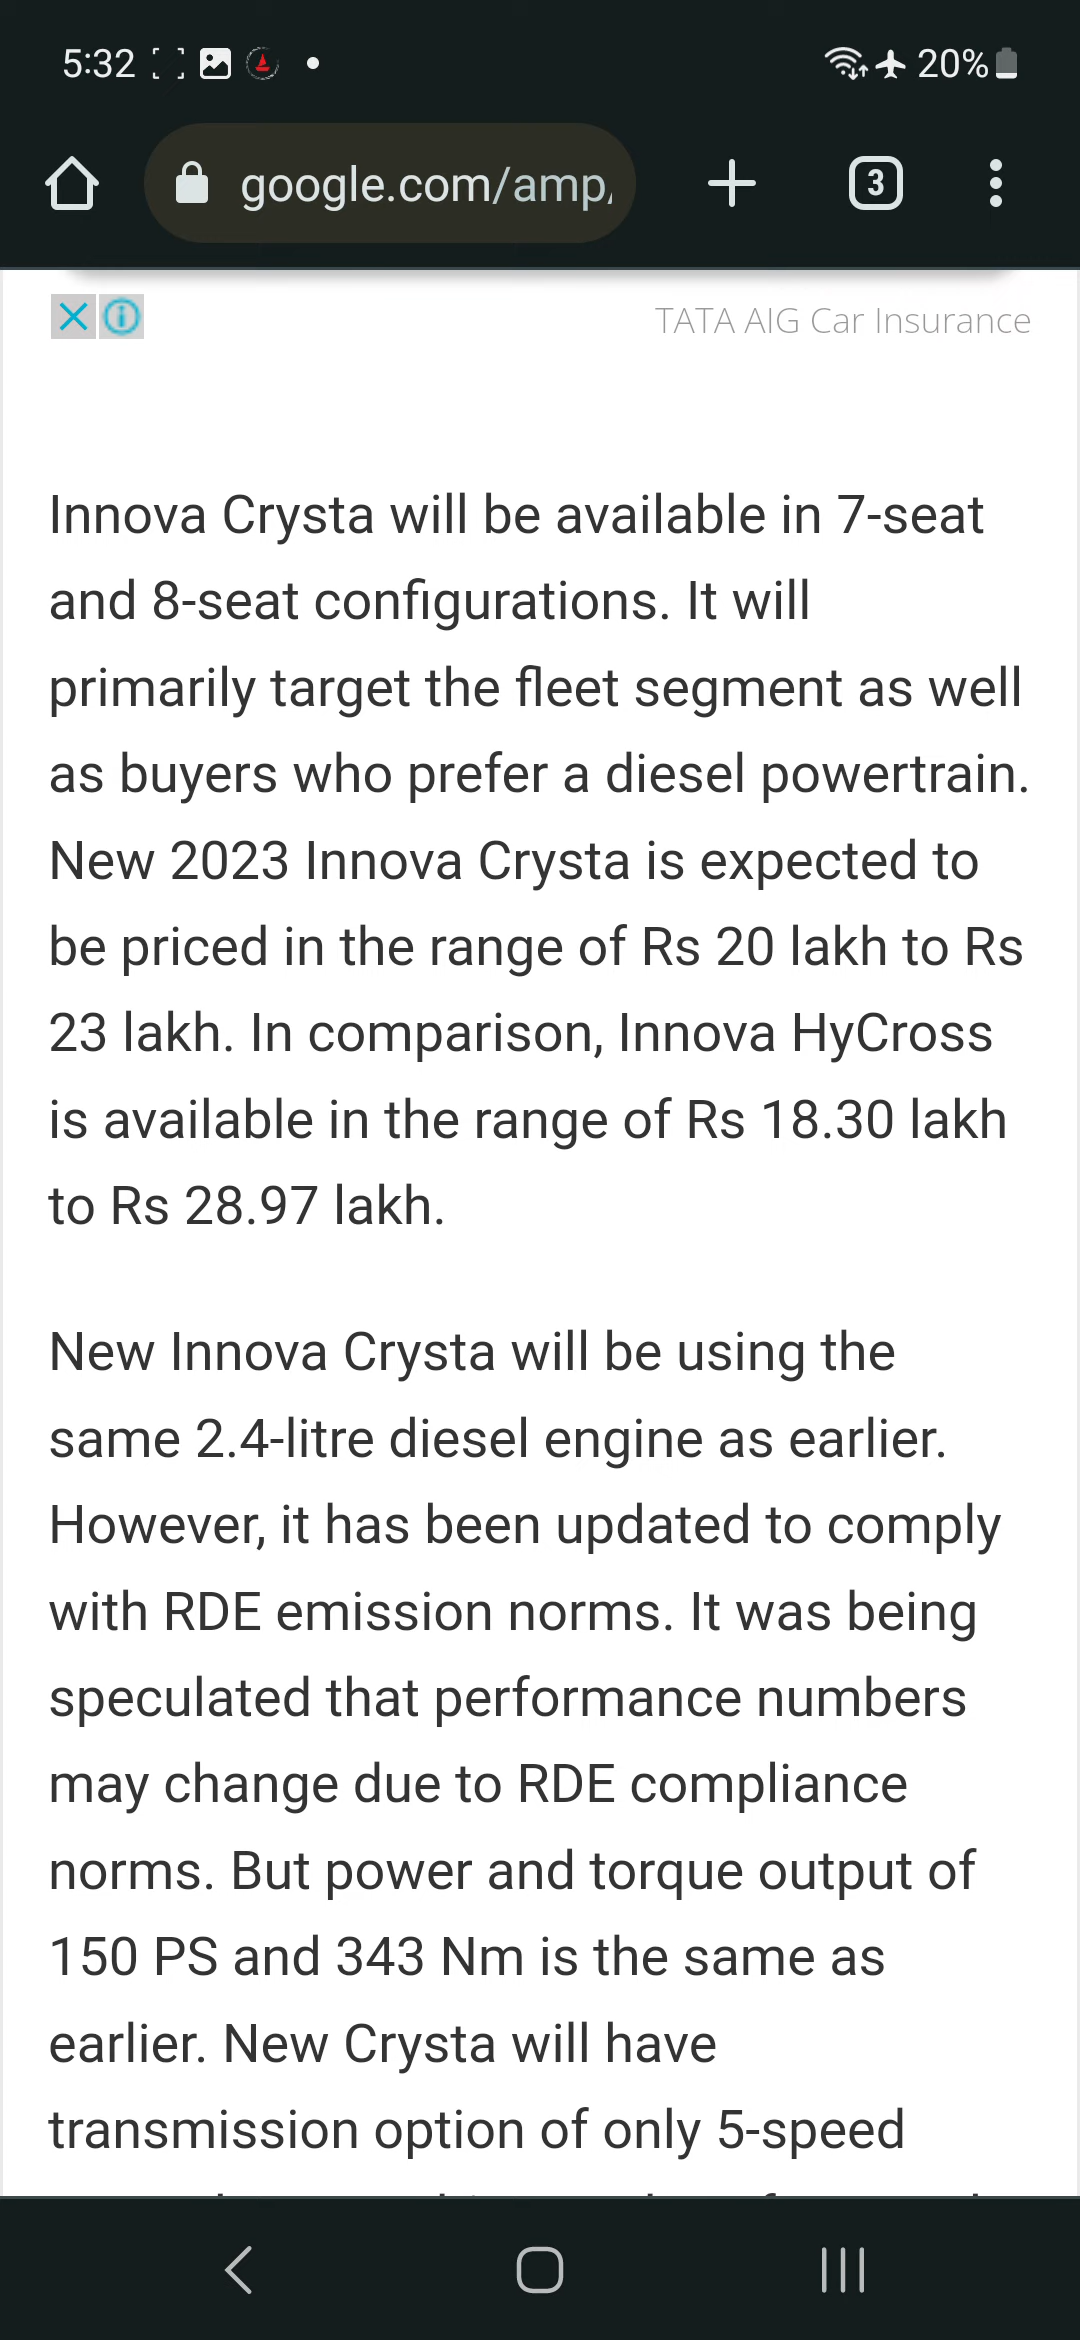 5:32
20%
google.com/amp
3
TATA AIG Car Insurance
Innova Crysta will be available in 7-seat
and 8-seat configurations. It will
primarily target the fleet segment as well
as buyers who prefer a diesel powertrain.
New 2023 Innova Crysta is expected to
be priced in the range of Rs 20 lakh to Rs
23 lakh. In comparison, Innova HyCross
is available in the range of Rs 18.30 lakh
to Rs 28.97 lakh.
New Innova Crysta will be using the
same 2.4-litre diesel engine as earlier.
However, it has been updated to comply
with RDE emission norms. It was being
speculated that performance numbers
may change due to RDE compliance
norms. But power and torque output of
150 PS and 343 Nm is the same as
earlier. New Crysta will have
transmission option of only 5-speed